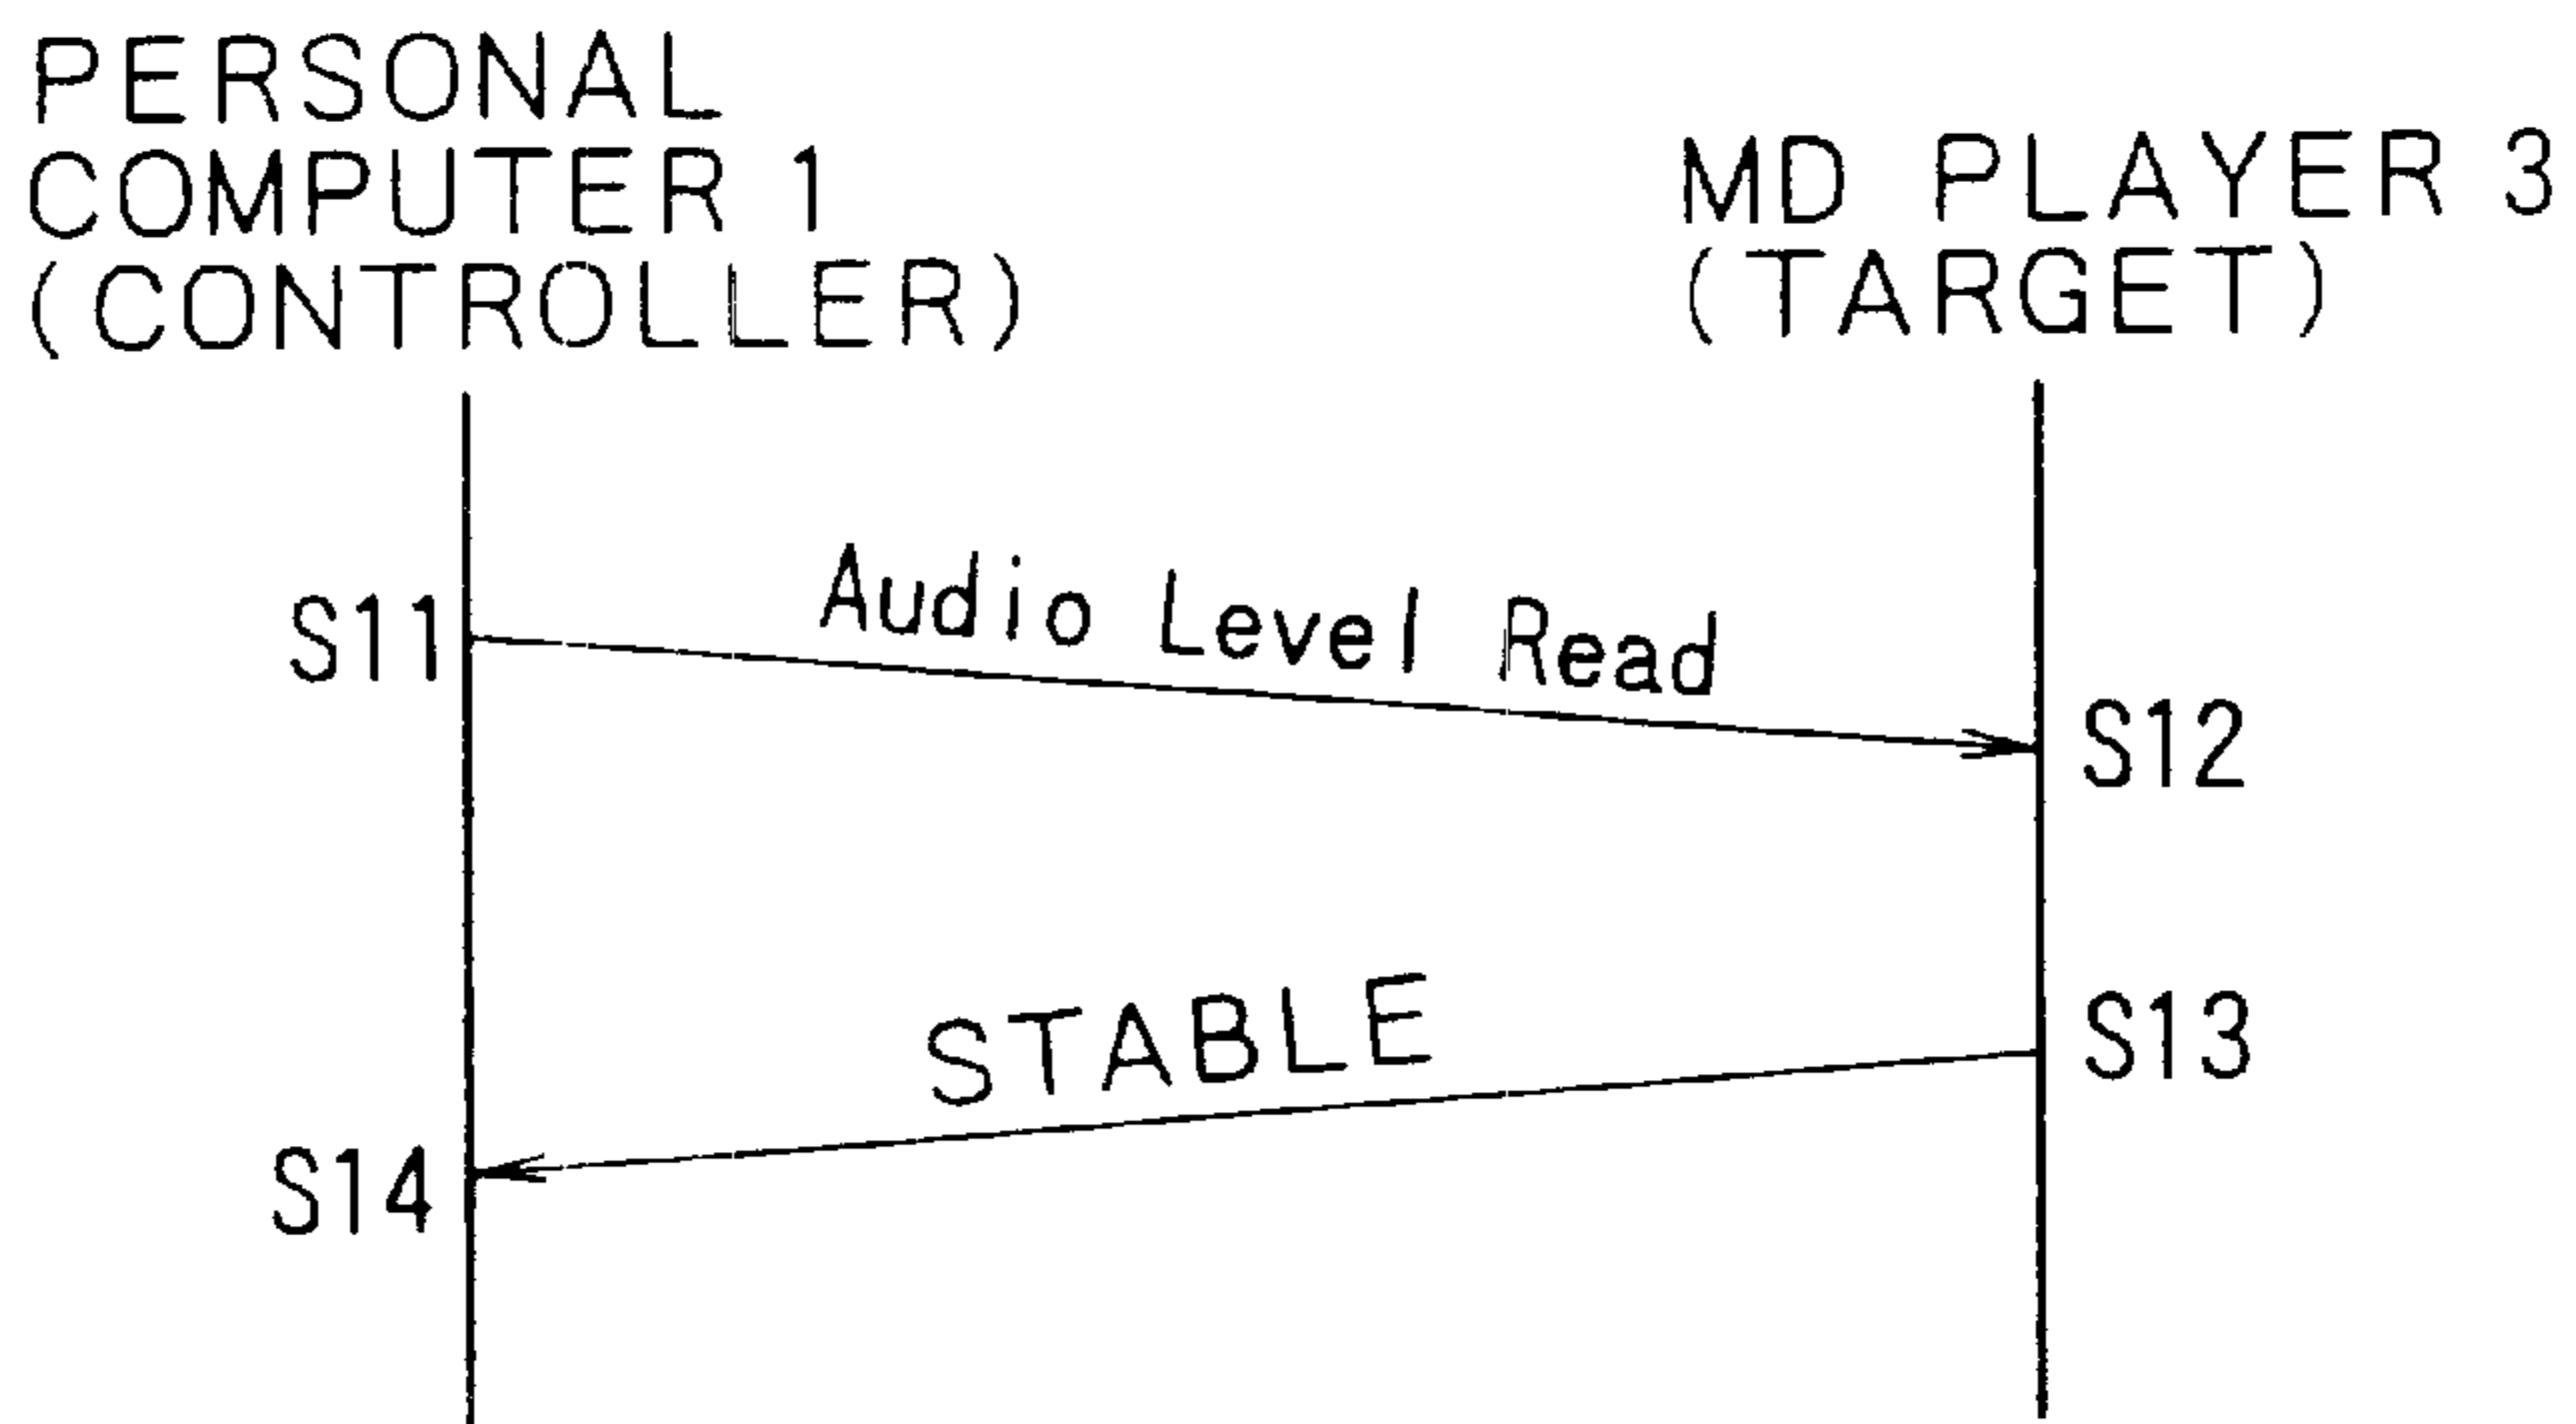 PERSONAL
COMPUTER 1
(CONTROLLER)
MD PLAYER 3
(TARGET)
S11
Audio Level Read
S12
STABLE
S13
S14